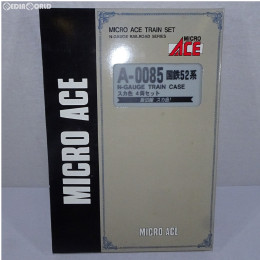 MICRO ACE TRAIN SET
N-GAUGE RAILROAD SERIES
MICRO
ACE
A-0085 国鉄52系
N-GAUGE TRAIN CASE
スカ色 4両セット
MICRO ACE
MICRO ACE